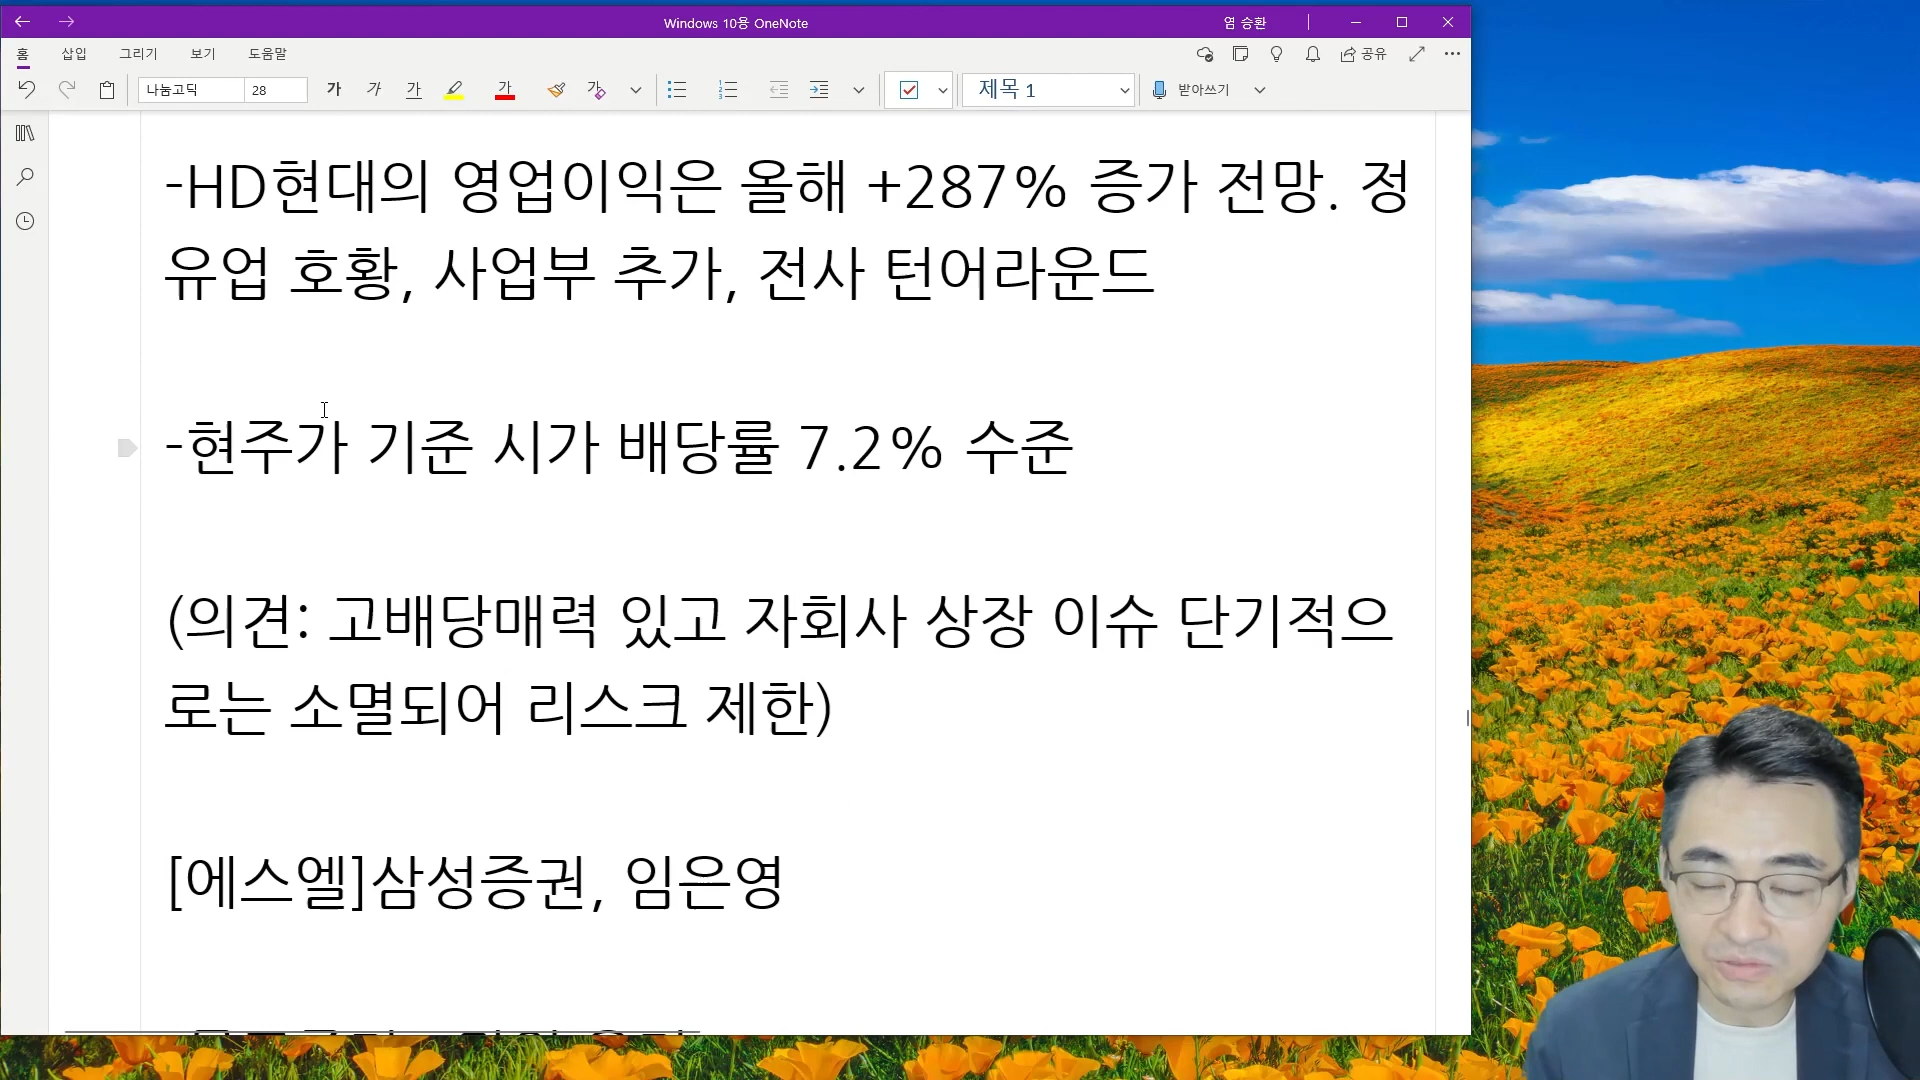 Windows 10용 OneNote
염 승환
홈 삽입 그리기 보기 도움말
공유
나눔고딕 28 가 가 가 가 가 제목 1 받아쓰기
-HD현대의 영업이익은 올해 +287% 증가 전망. 정
유업 호황, 사업부 추가, 전사 턴어라운드
-현주가 기준 시가 배당률 7.2% 수준
(의견: 고배당매력 있고 자회사 상장 이슈 단기적으
로는 소멸되어 리스크 제한)
[에스엘]삼성증권, 임은영